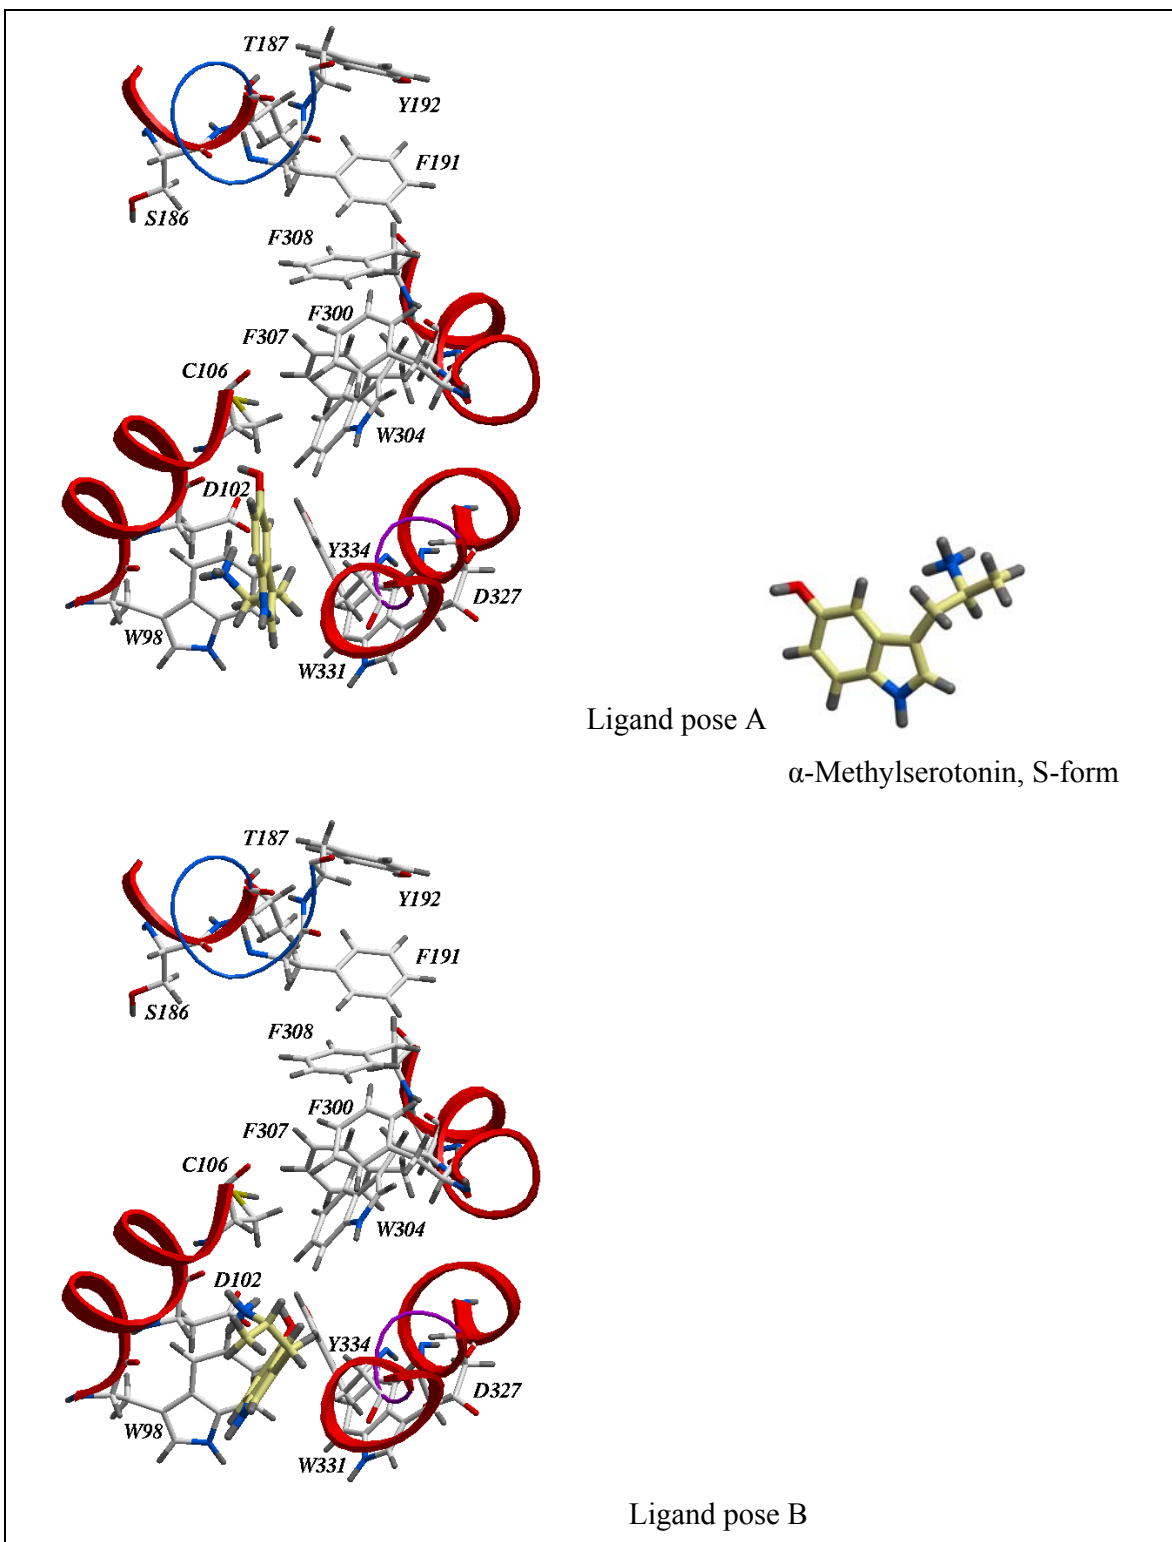 T187
Y192
F191
S186
F308
F300
F307
C106
W304
D102
Y334
D327
W98
W331
Ligand pose A
α-Methylserotonin, S-form
T187
Y192
F191
S186
F308
F300
F307
C106
W304
D102
Y334
D327
W98
W331
Ligand pose B